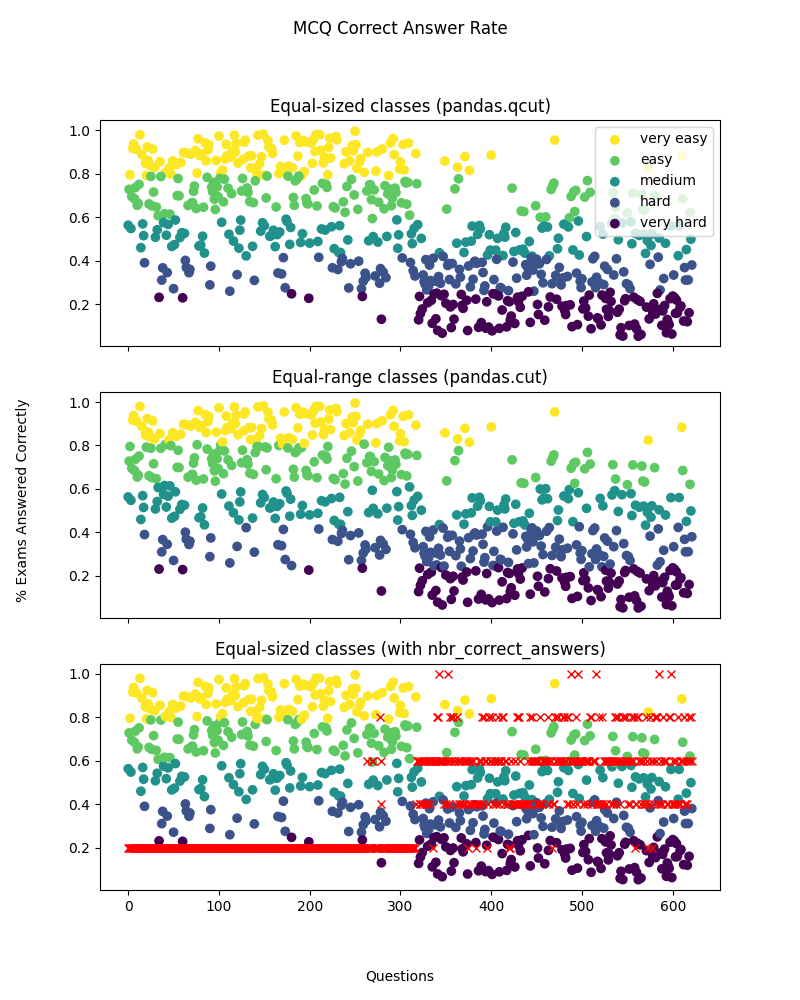 MCQ Correct Answer Rate
Equal-sized classes (pandas.qcut)
1.0
0.8
0.6
0.4
0.2
very easy
easy
medium
hard
very hard
Equal-range classes (pandas.cut)
1.0
0.8
0.6
0.4
0.2
% Exams Answered Correctly
Equal-sized classes (with nbr_correct_answers)
1.0
0.8
0.6
0.4
0.2
0 100 200 300 400 500 600
Questions